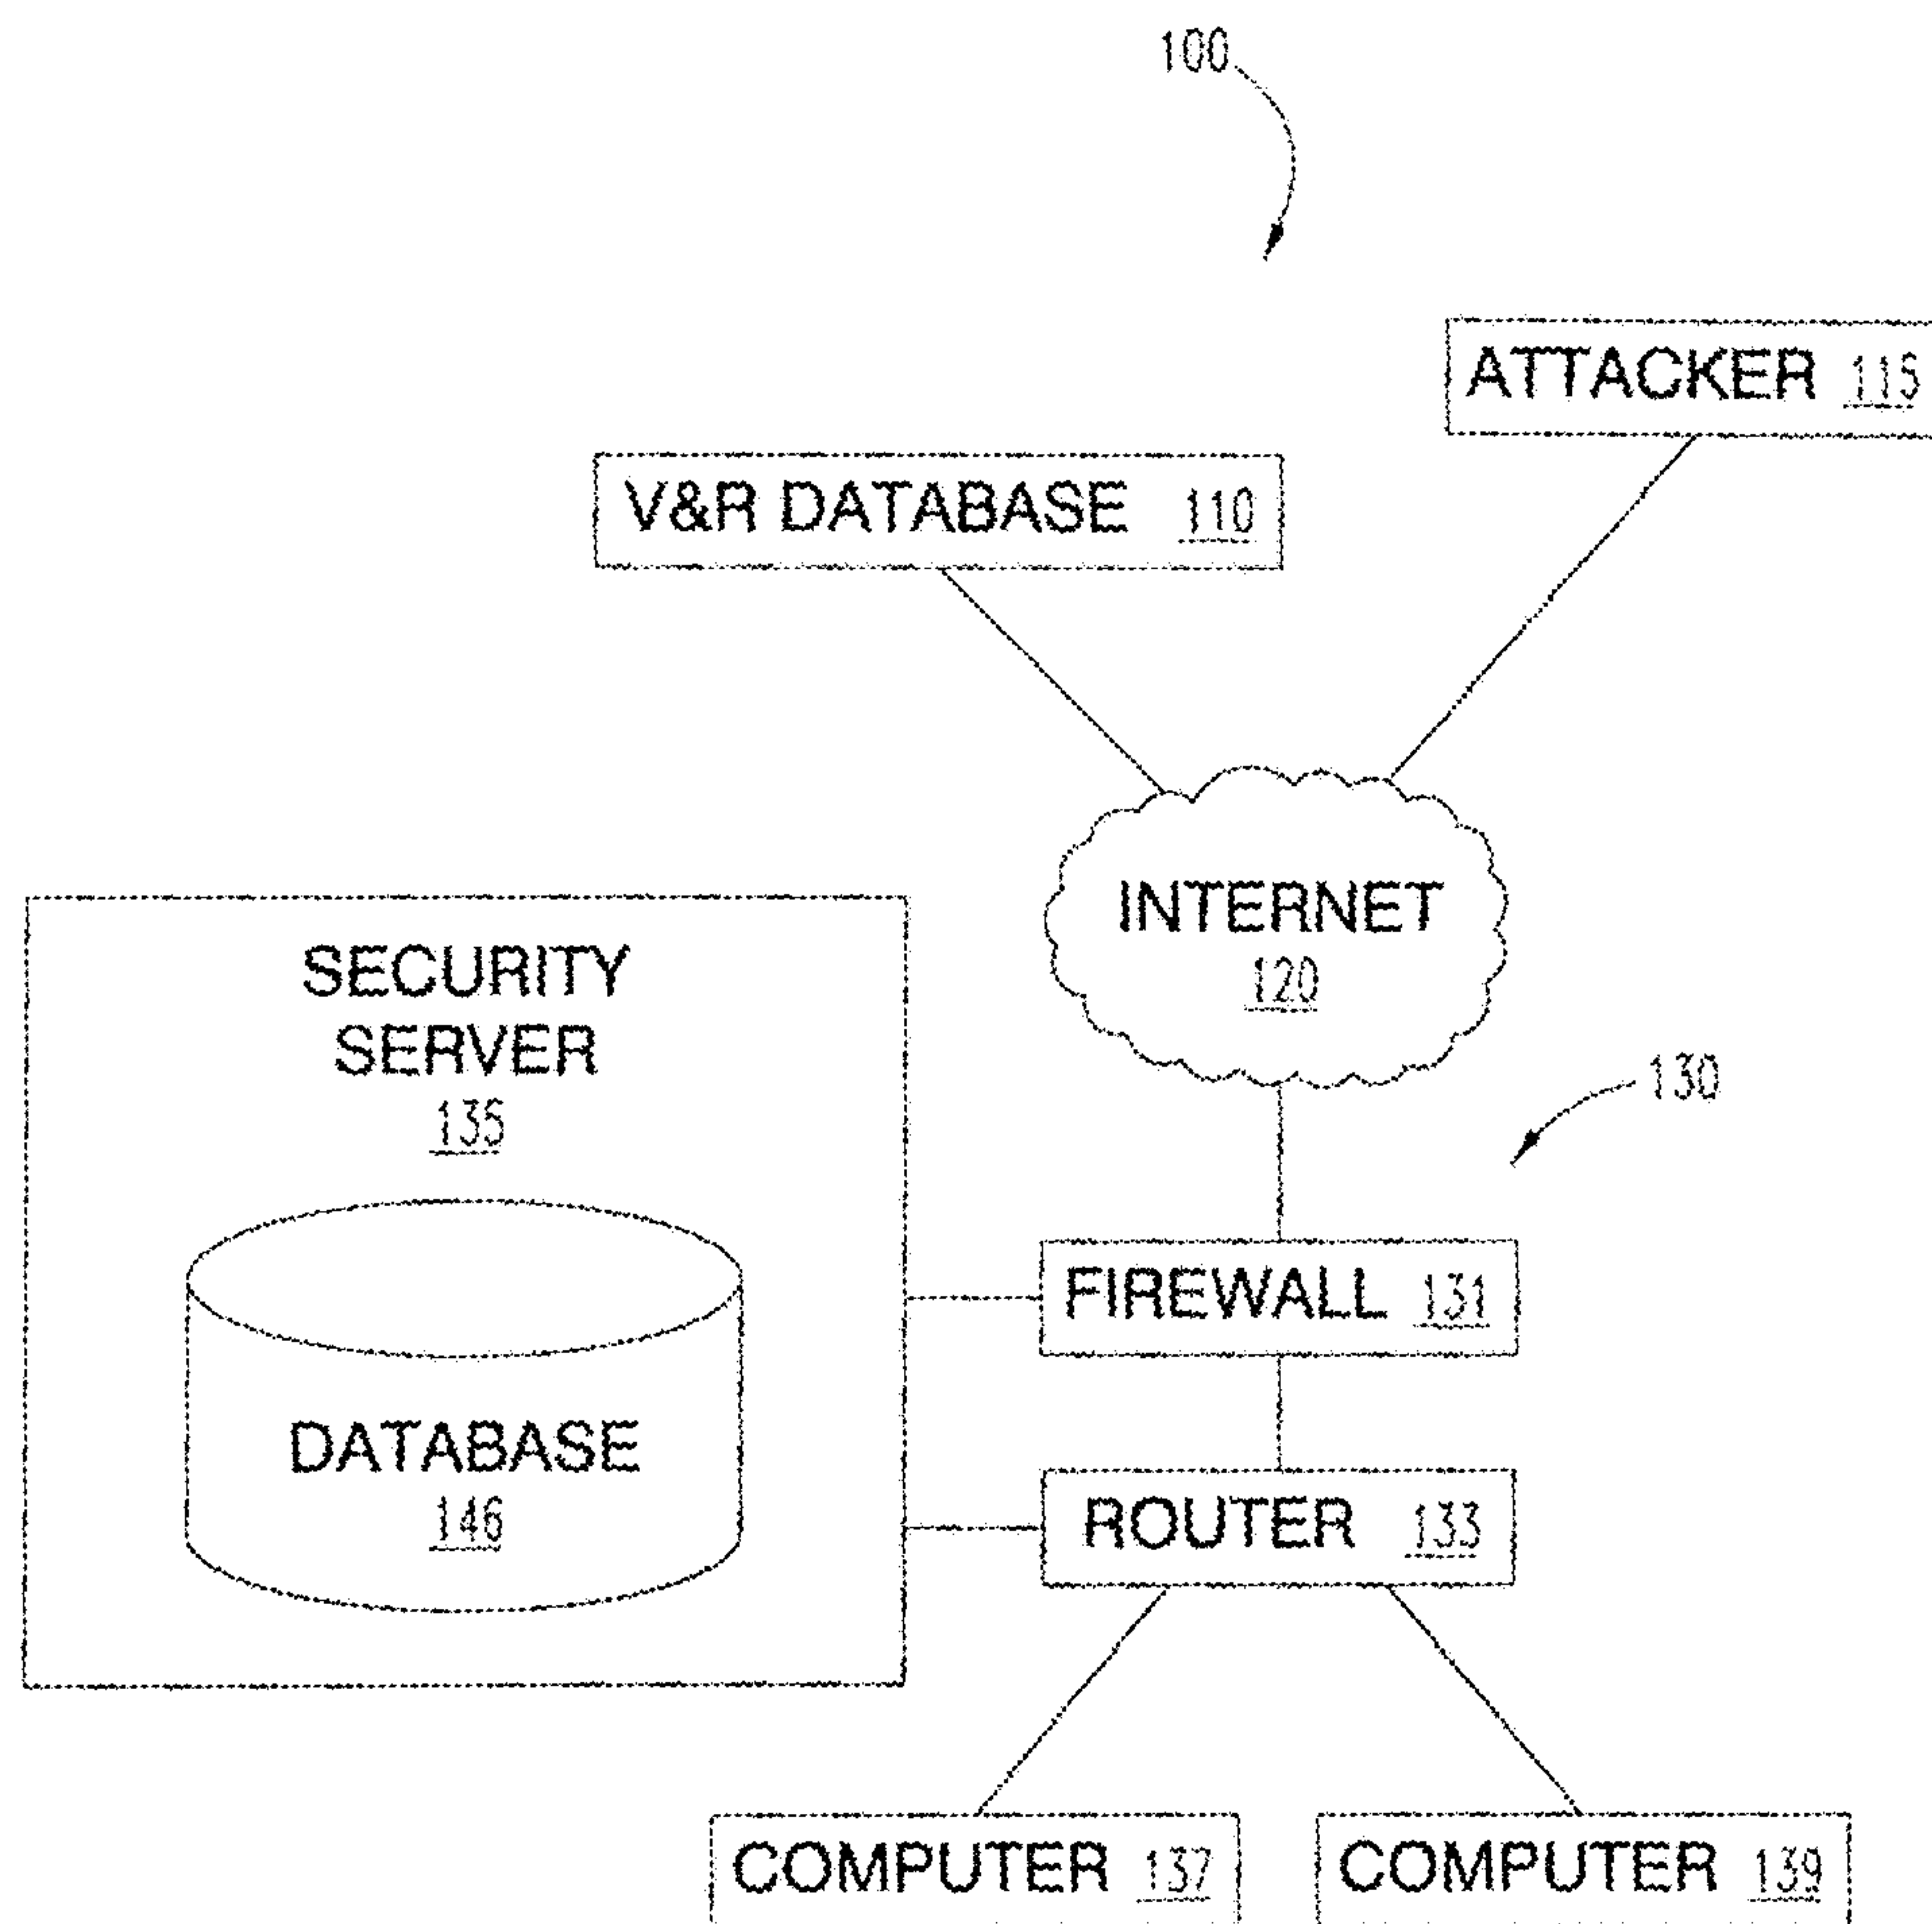 100
ATTACKER 115
V&R DATABASE 110
INTERNET
120
SECURITY
SERVER
135
130
FIREWALL 131
DATABASE
146
ROUTER 133
COMPUTER 137
COMPUTER 139